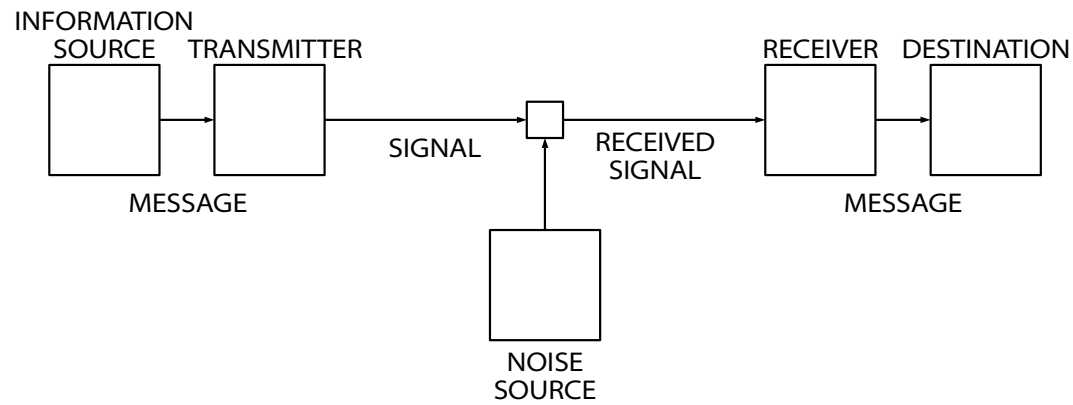 INFORMATION
SOURCE
TRANSMITTER
RECEIVER
DESTINATION
SIGNAL
RECEIVED
SIGNAL
MESSAGE
MESSAGE
NOISE
SOURCE